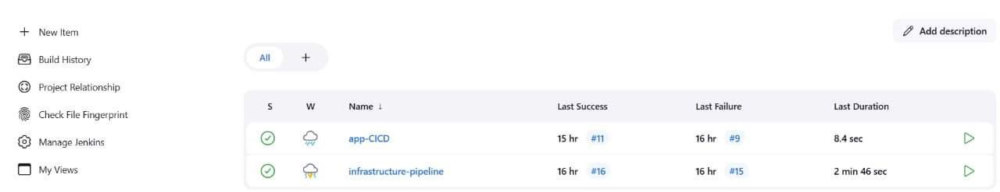 Add description
New Item
Build History
Project Relationship
Check File Fingerprint
Manage Jenkins
My Views
All +
S W Name ↓ Last Success Last Failure Last Duration
app-CICD 15 hr #11 16 hr #9 8.4 sec
infrastructure-pipeline 16 hr #16 16 hr #15 2 min 46 sec